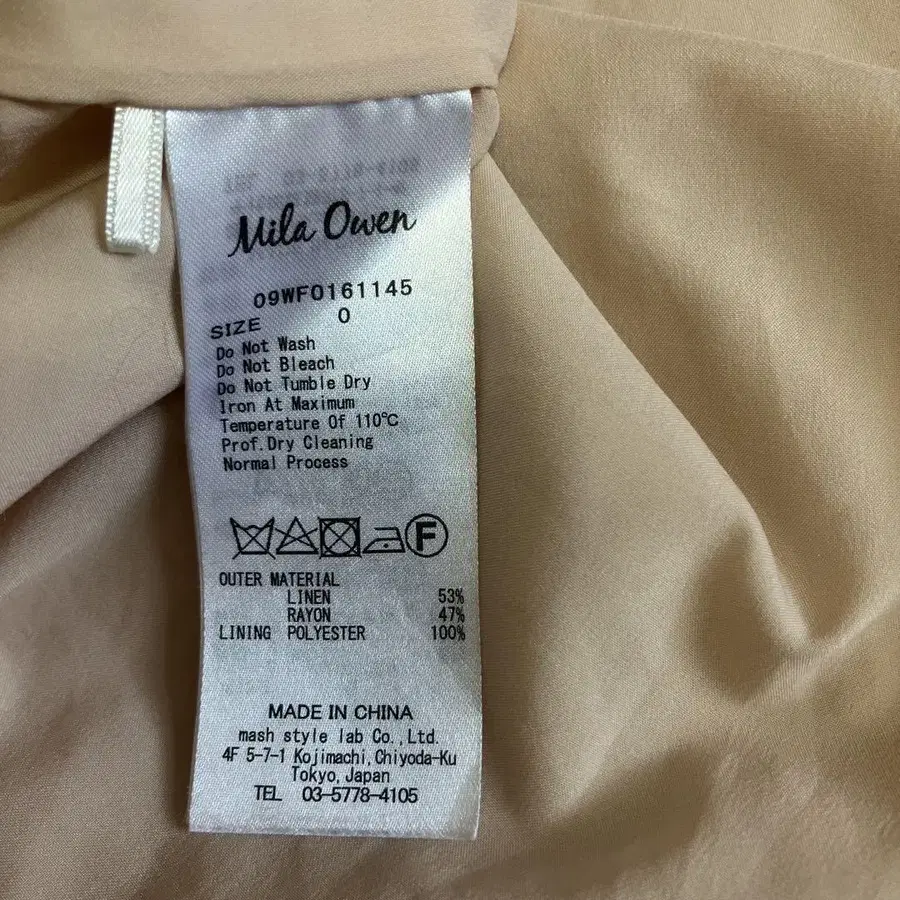 Mila Owen
09WF0161145
SIZE 0
Do Not Wash
Do Not Bleach
Do Not Tumble Dry
Iron At Maximum
Temperature Of 110℃
Prof.Dry Cleaning
Normal Process
F
OUTER MATERIAL
LINEN 53%
RAYON 47%
LINING POLYESTER 100%
MADE IN CHINA
mash style lab Co.,Ltd.
4F 5-7-1 Kojimachi,Chiyoda-Ku
Tokyo,Japan
TEL 03-5778-4105